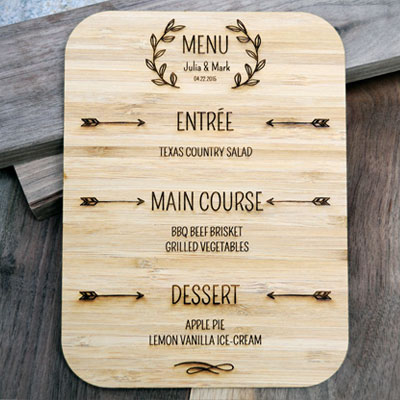 MENU
Julia & Mark
04.22.2015
ENTRÉE
TEXAS COUNTRY SALAD
MAIN COURSE
BBQ BEEF BRISKET
GRILLED VEGETABLES
DESSERT
APPLE PIE
LEMON VANILLA ICE-CREAM